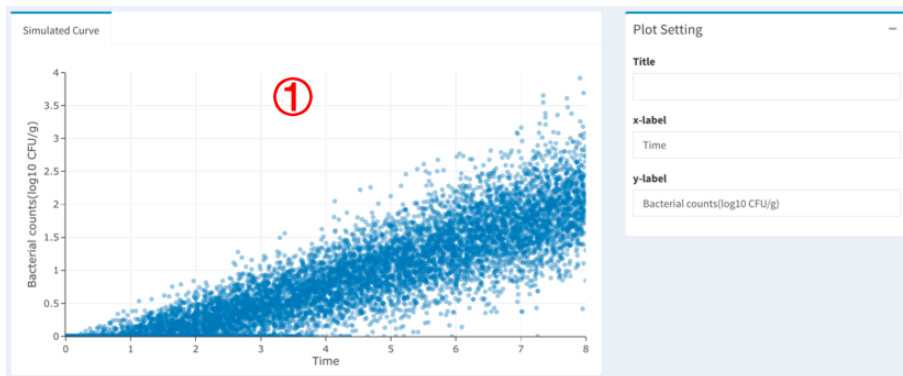 Simulated Curve
①
4
3.5
3
2.5
2
1.5
1
0.5
0
Bacterial counts(log10 CFU/g)
0 1 2 3 4 5 6 7 8
Time
Plot Setting
Title
x-label
Time
y-label
Bacterial counts(log10 CFU/g)